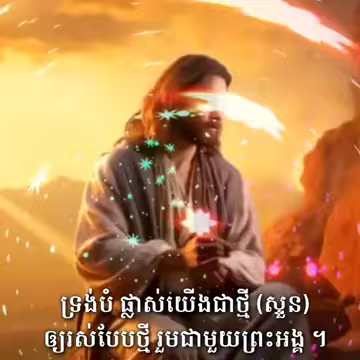 ទ្រង់បំ ផ្លាស់យើងជាថ្មី (ស្ងួន)
ឲ្យរស់បែបថ្មី រួមជាមួយព្រះអង្គ ។